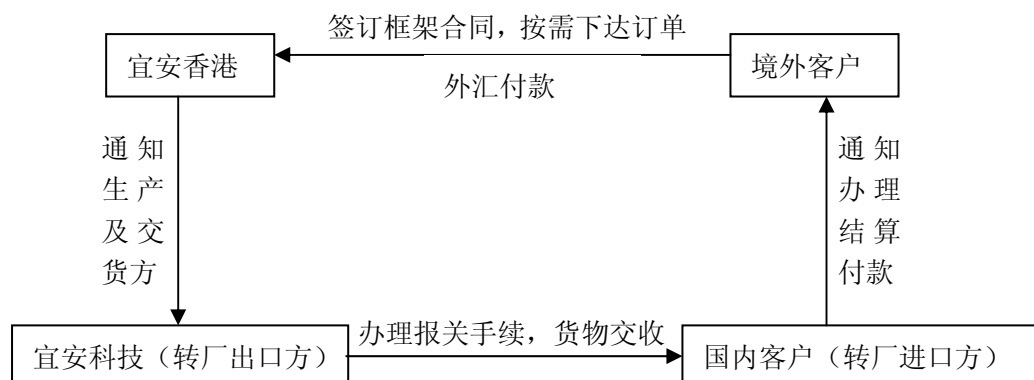 签订框架合同，按需下达订单
宜安香港
境外客户
外汇付款
通知
生产
及交
货方
通知
办理
结算
付款
宜安科技（转厂出口方）
办理报关手续，货物交收
国内客户（转厂进口方）